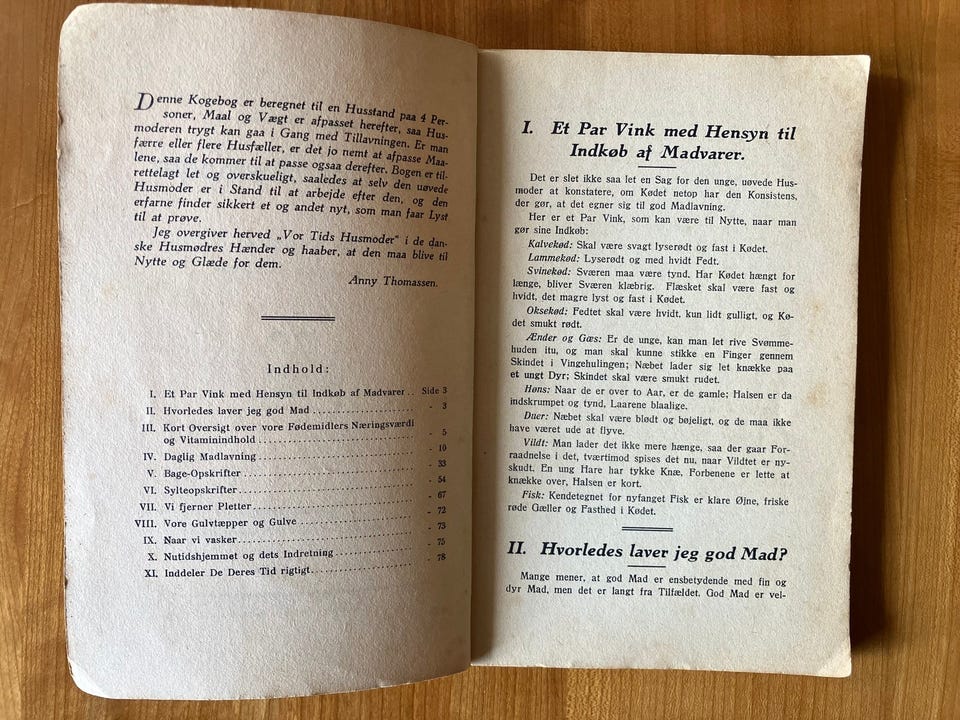 Denne Kogebog er beregnet til en Husstand paa 4 Per-
soner, Maal og Vægt er afpasset herefter, saa Hus-
moderen trygt kan gaa i Gang med Tillavningen. Er man
færre eller flere Husfæller, er det jo nemt at afpasse Maa-
lene, saa de kommer til at passe ogsaa derefter. Bogen er til-
rettelagt let og overskueligt, saaledes at selv den uøvede
Husmoder er i Stand til at arbejde efter den, og den
erfarne finder sikkert et og andet nyt, som man faar Lyst
til at prøve.
Jeg overgiver herved „Vor Tids Husmoder" i de dan-
ske Husmødres Hænder og haaber, at den maa blive til
Nytte og Glæde for dem.
Anny Thomassen.
Indhold:
I. Et Par Vink med Hensyn til Indkøb af Madvarer.. Side 3
II. Hvorledes laver jeg god Mad.................... - 3
III. Kort Oversigt over vore Fødemidlers Næringsværdi
og Vitaminindhold.................... - 5
IV. Daglig Madlavning.................... - 10
V. Bage-Opskrifter.................... - 33
VI. Sylteopskrifter.................... - 54
VII. Vi fjerner Pletter.................... - 67
VIII. Vore Gulvtæpper og Gulve.................... - 72
IX. Naar vi vasker.................... - 73
X. Nutidshjemmet og dets Indretning.................... - 75
XI. Inddeler De Deres Tid rigtigt.................... - 78
I. Et Par Vink med Hensyn til
Indkøb af Madvarer.
Det er slet ikke saa let en Sag for den unge, uøvede Hus-
moder at konstatere, om Kødet netop har den Konsistens,
der gør, at det egner sig til god Madlavning.
Her er et Par Vink, som kan være til Nytte, naar man
gør sine Indkøb:
Kalvekød: Skal være svagt lyserødt og fast i Kødet.
Lammekød: Lyserødt og med hvidt Fedt.
Svinekød: Sværen maa være tynd. Har Kødet hængt for
længe, bliver Sværen klæbrig. Flæsket skal være fast og
hvidt, det magre lyst og fast i Kødet.
Oksekød: Fedtet skal være hvidt, kun lidt gulligt, og Kø-
det smukt rødt.
Ænder og Gæs: Er de unge, kan man let rive Svømme-
huden itu, og man skal kunne stikke en Finger gennem
Skindet i Vingehulingen; Næbet lader sig let knække paa
et ungt Dyr; Skindet skal være smukt rudet.
Høns: Naar de er over to Aar, er de gamle; Halsen er da
indskrumpet og tynd, Laarene blaalige.
Duer: Næbet skal være blødt og bøjeligt, og de maa ikke
have været ude at flyve.
Vildt: Man lader det ikke mere hænge, saa der gaar For-
raadnelse i det, tværtimod spises det nu, naar Vildtet er ny-
skudt. En ung Hare har tykke Knæ, Forbenene er lette at
knække over, Halsen er kort.
Fisk: Kendetegnet for nyfanget Fisk er klare Øjne, friske
røde Gæller og Fasthed i Kødet.
II. Hvorledes laver jeg god Mad?
Mange mener, at god Mad er ensbetydende med fin og
dyr Mad, men det er langt fra Tilfældet. God Mad er vel-